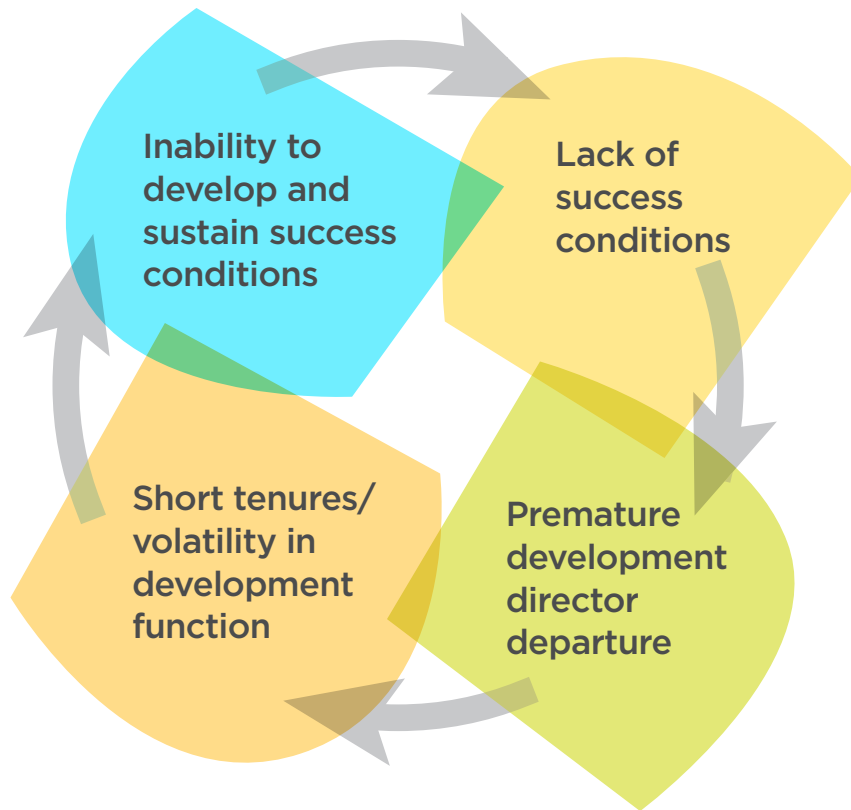 Inability to
develop and
sustain success
conditions
Lack of
success
conditions
Premature
development
director
departure
Short tenures/
volatility in
development
function